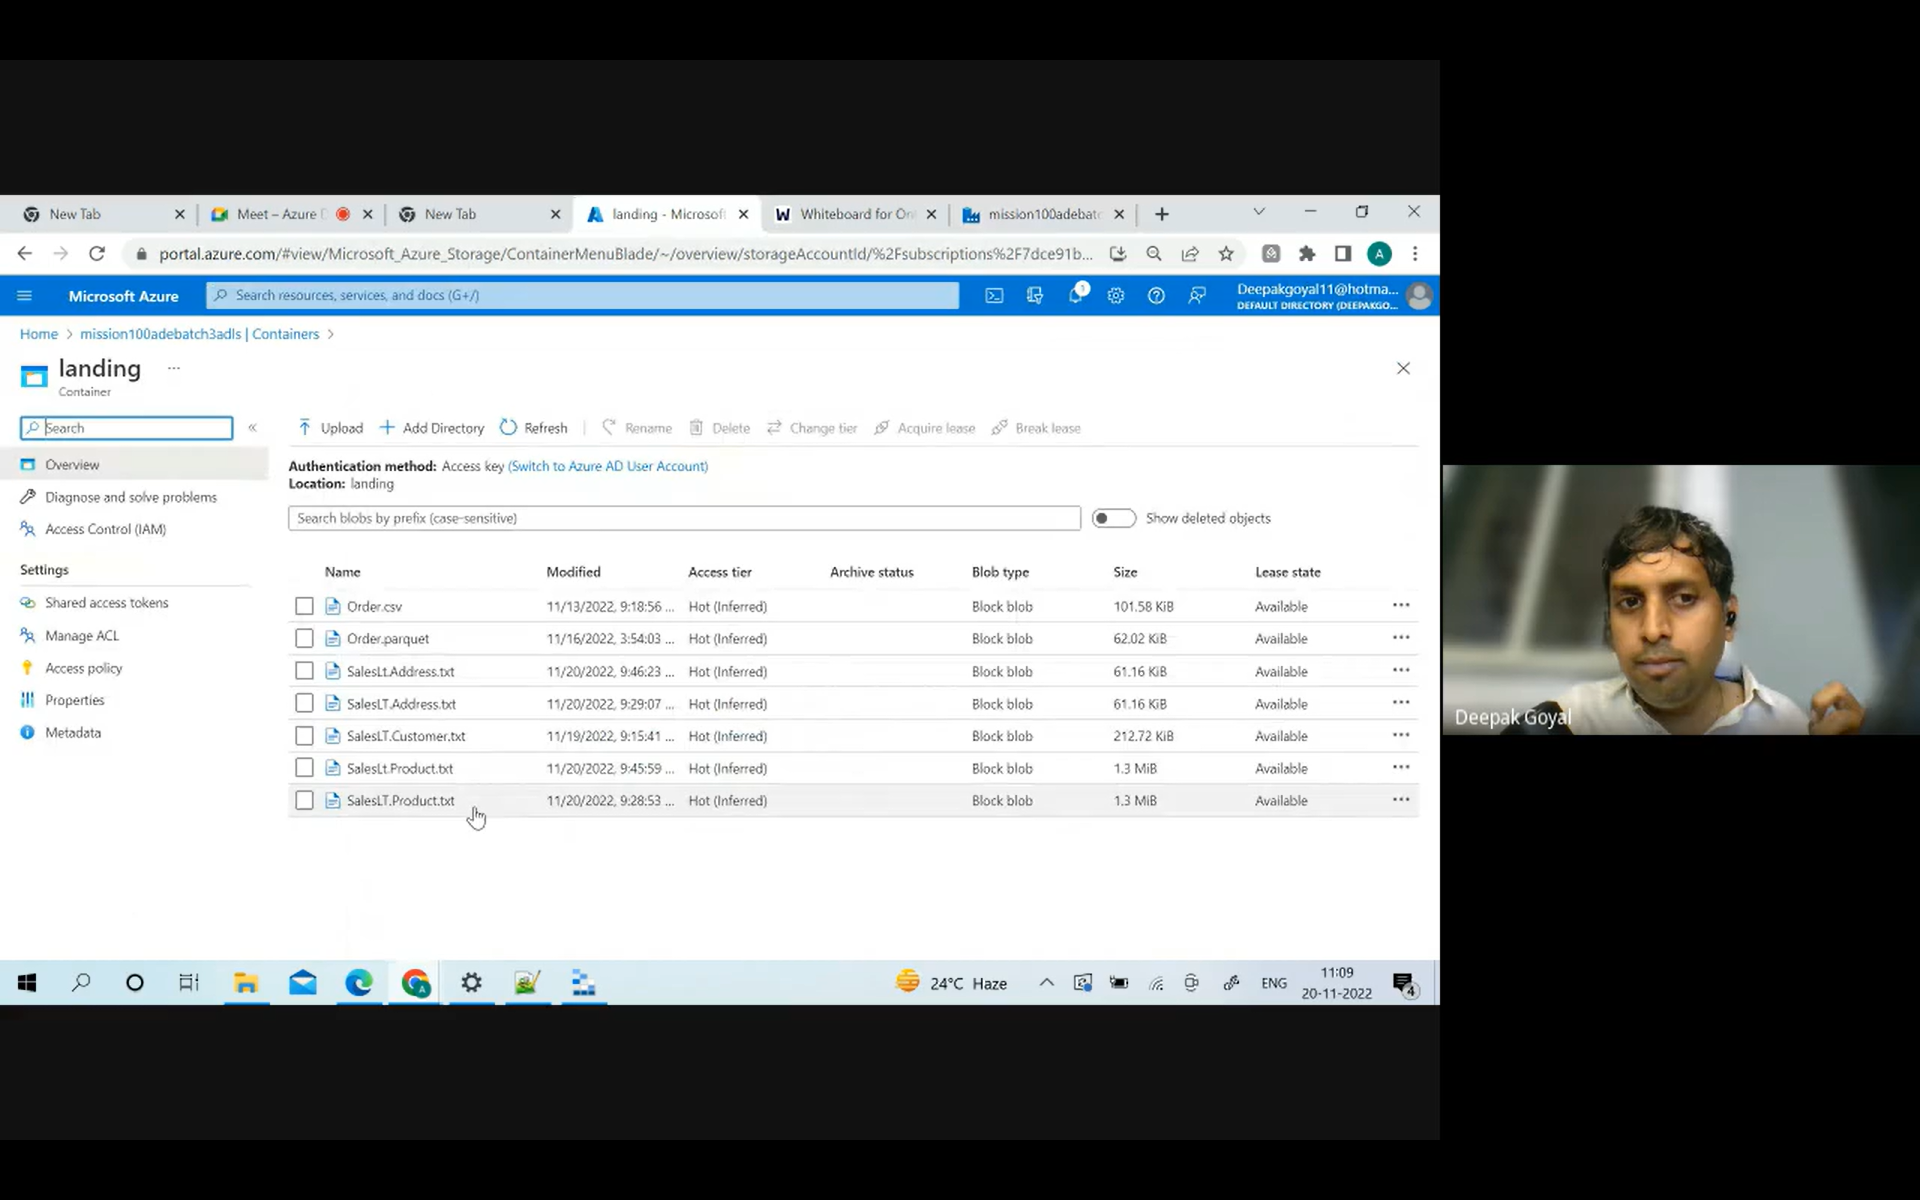 New Tab
Meet – Azure D
New Tab
landing - Microsoft
Whiteboard for On
mission100adebatc
portal.azure.com/#view/Microsoft_Azure_Storage/ContainerMenuBlade/~/overview/storageAccountId/%2Fsubscriptions%2F7dce91b...
A
Microsoft Azure
Search resources, services, and docs (G+/)
1
Deepakgoyal11@hotma...
DEFAULT DIRECTORY (DEEPAKGO...
Home > mission100adebatch3adls | Containers >
landing ...
Container
Search
«
Upload
Add Directory
Refresh
Rename
Delete
Change tier
Acquire lease
Break lease
Overview
Diagnose and solve problems
Access Control (IAM)
Settings
Shared access tokens
Manage ACL
Access policy
Properties
Metadata
Authentication method: Access key (Switch to Azure AD User Account)
Location: landing
Search blobs by prefix (case-sensitive)
Show deleted objects
Name Modified Access tier Archive status Blob type Size Lease state
Order.csv 11/13/2022, 9:18:56 ... Hot (Inferred) Block blob 101.58 KiB Available ...
Order.parquet 11/16/2022, 3:54:03 ... Hot (Inferred) Block blob 62.02 KiB Available ...
SalesLt.Address.txt 11/20/2022, 9:46:23 ... Hot (Inferred) Block blob 61.16 KiB Available ...
SalesLT.Address.txt 11/20/2022, 9:29:07 ... Hot (Inferred) Block blob 61.16 KiB Available ...
SalesLT.Customer.txt 11/19/2022, 9:15:41 ... Hot (Inferred) Block blob 212.72 KiB Available ...
SalesLt.Product.txt 11/20/2022, 9:45:59 ... Hot (Inferred) Block blob 1.3 MiB Available ...
SalesLT.Product.txt 11/20/2022, 9:28:53 ... Hot (Inferred) Block blob 1.3 MiB Available ...
Deepak Goyal
24°C Haze
ENG
11:09
20-11-2022
4